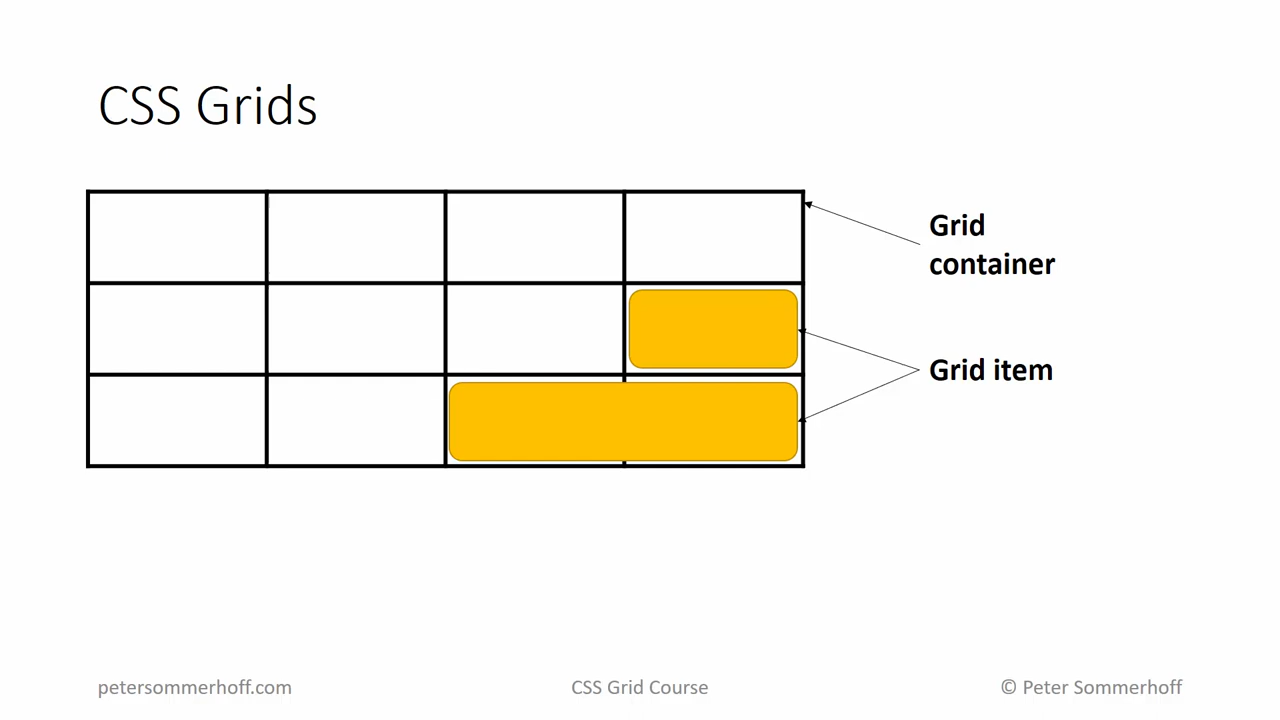 CSS Grids
Grid
container
Grid item
petersommerhoff.com
CSS Grid Course
© Peter Sommerhoff